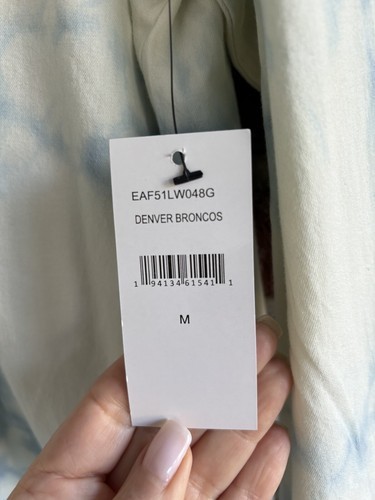 EAF51LW048G
DENVER BRONCOS
1 94134 61541 1
M